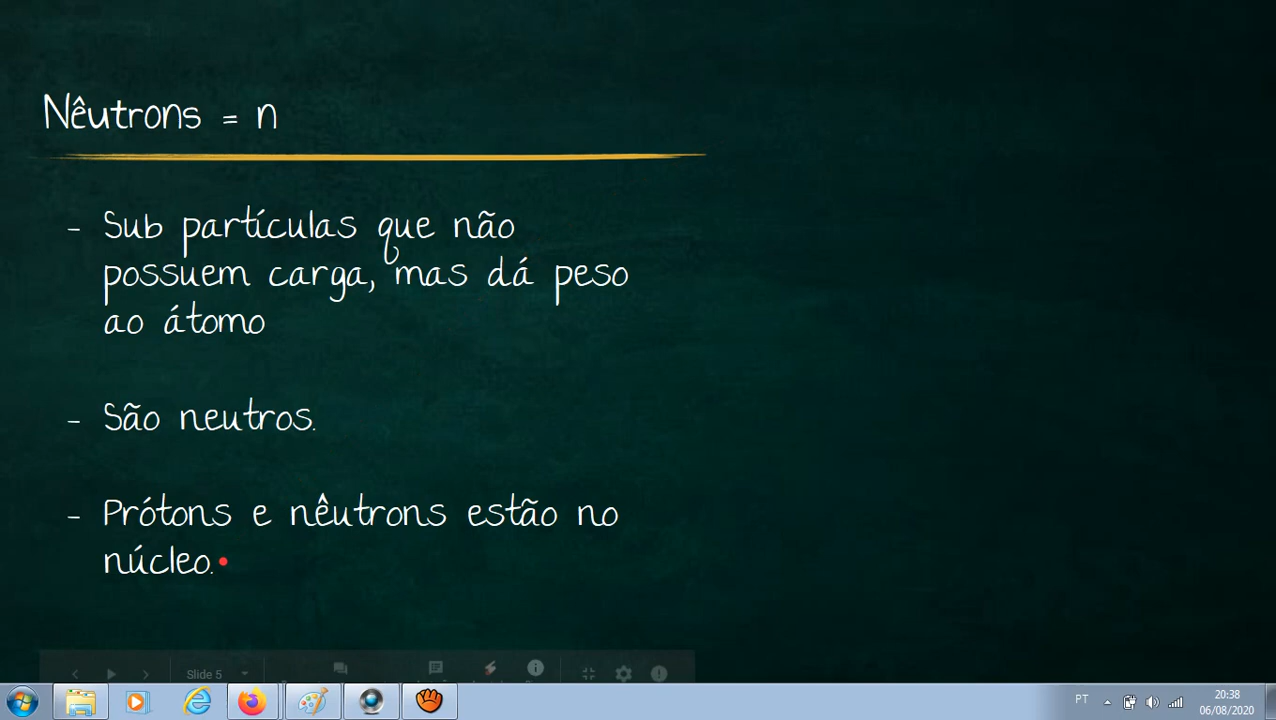 Nêutrons = n
- Sub partículas que não
possuem carga, mas dá peso
ao átomo
- São neutros.
- Prótons e nêutrons estão no
núcleo.
Slide 5
PT
20:38
06/08/2020